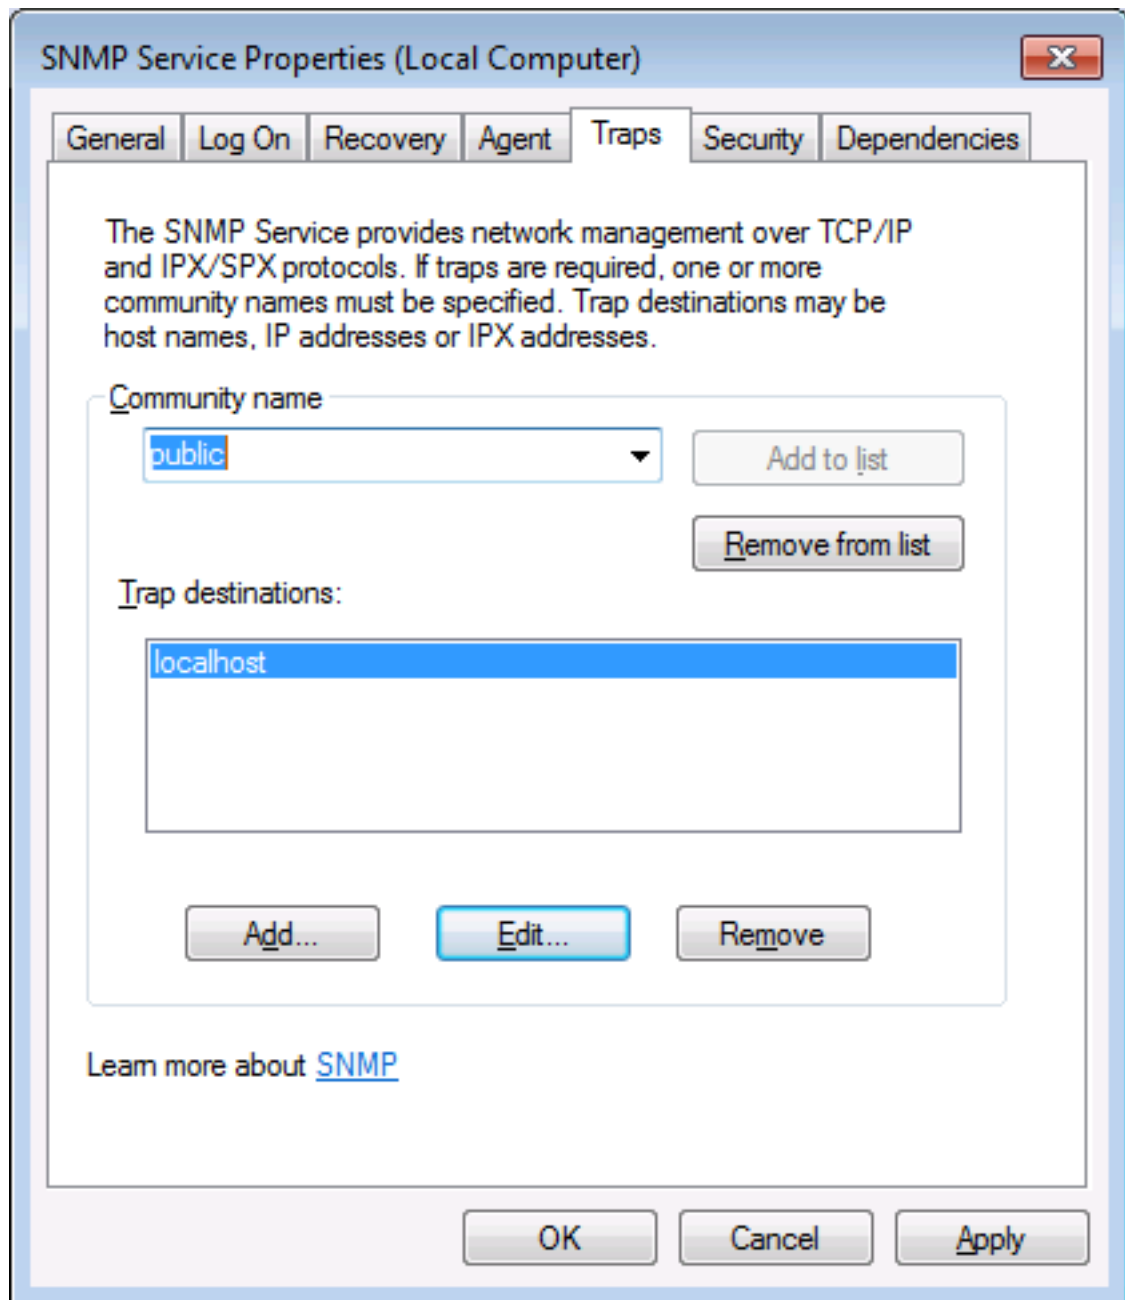 SNMP Service Properties (Local Computer)
General Log On Recovery Agent Traps Security Dependencies
The SNMP Service provides network management over TCP/IP
and IPX/SPX protocols. If traps are required, one or more
community names must be specified. Trap destinations may be
host names, IP addresses or IPX addresses.
Community name
public
Add to list
Remove from list
Trap destinations:
localhost
Add... Edit... Remove
Learn more about SNMP
OK Cancel Apply